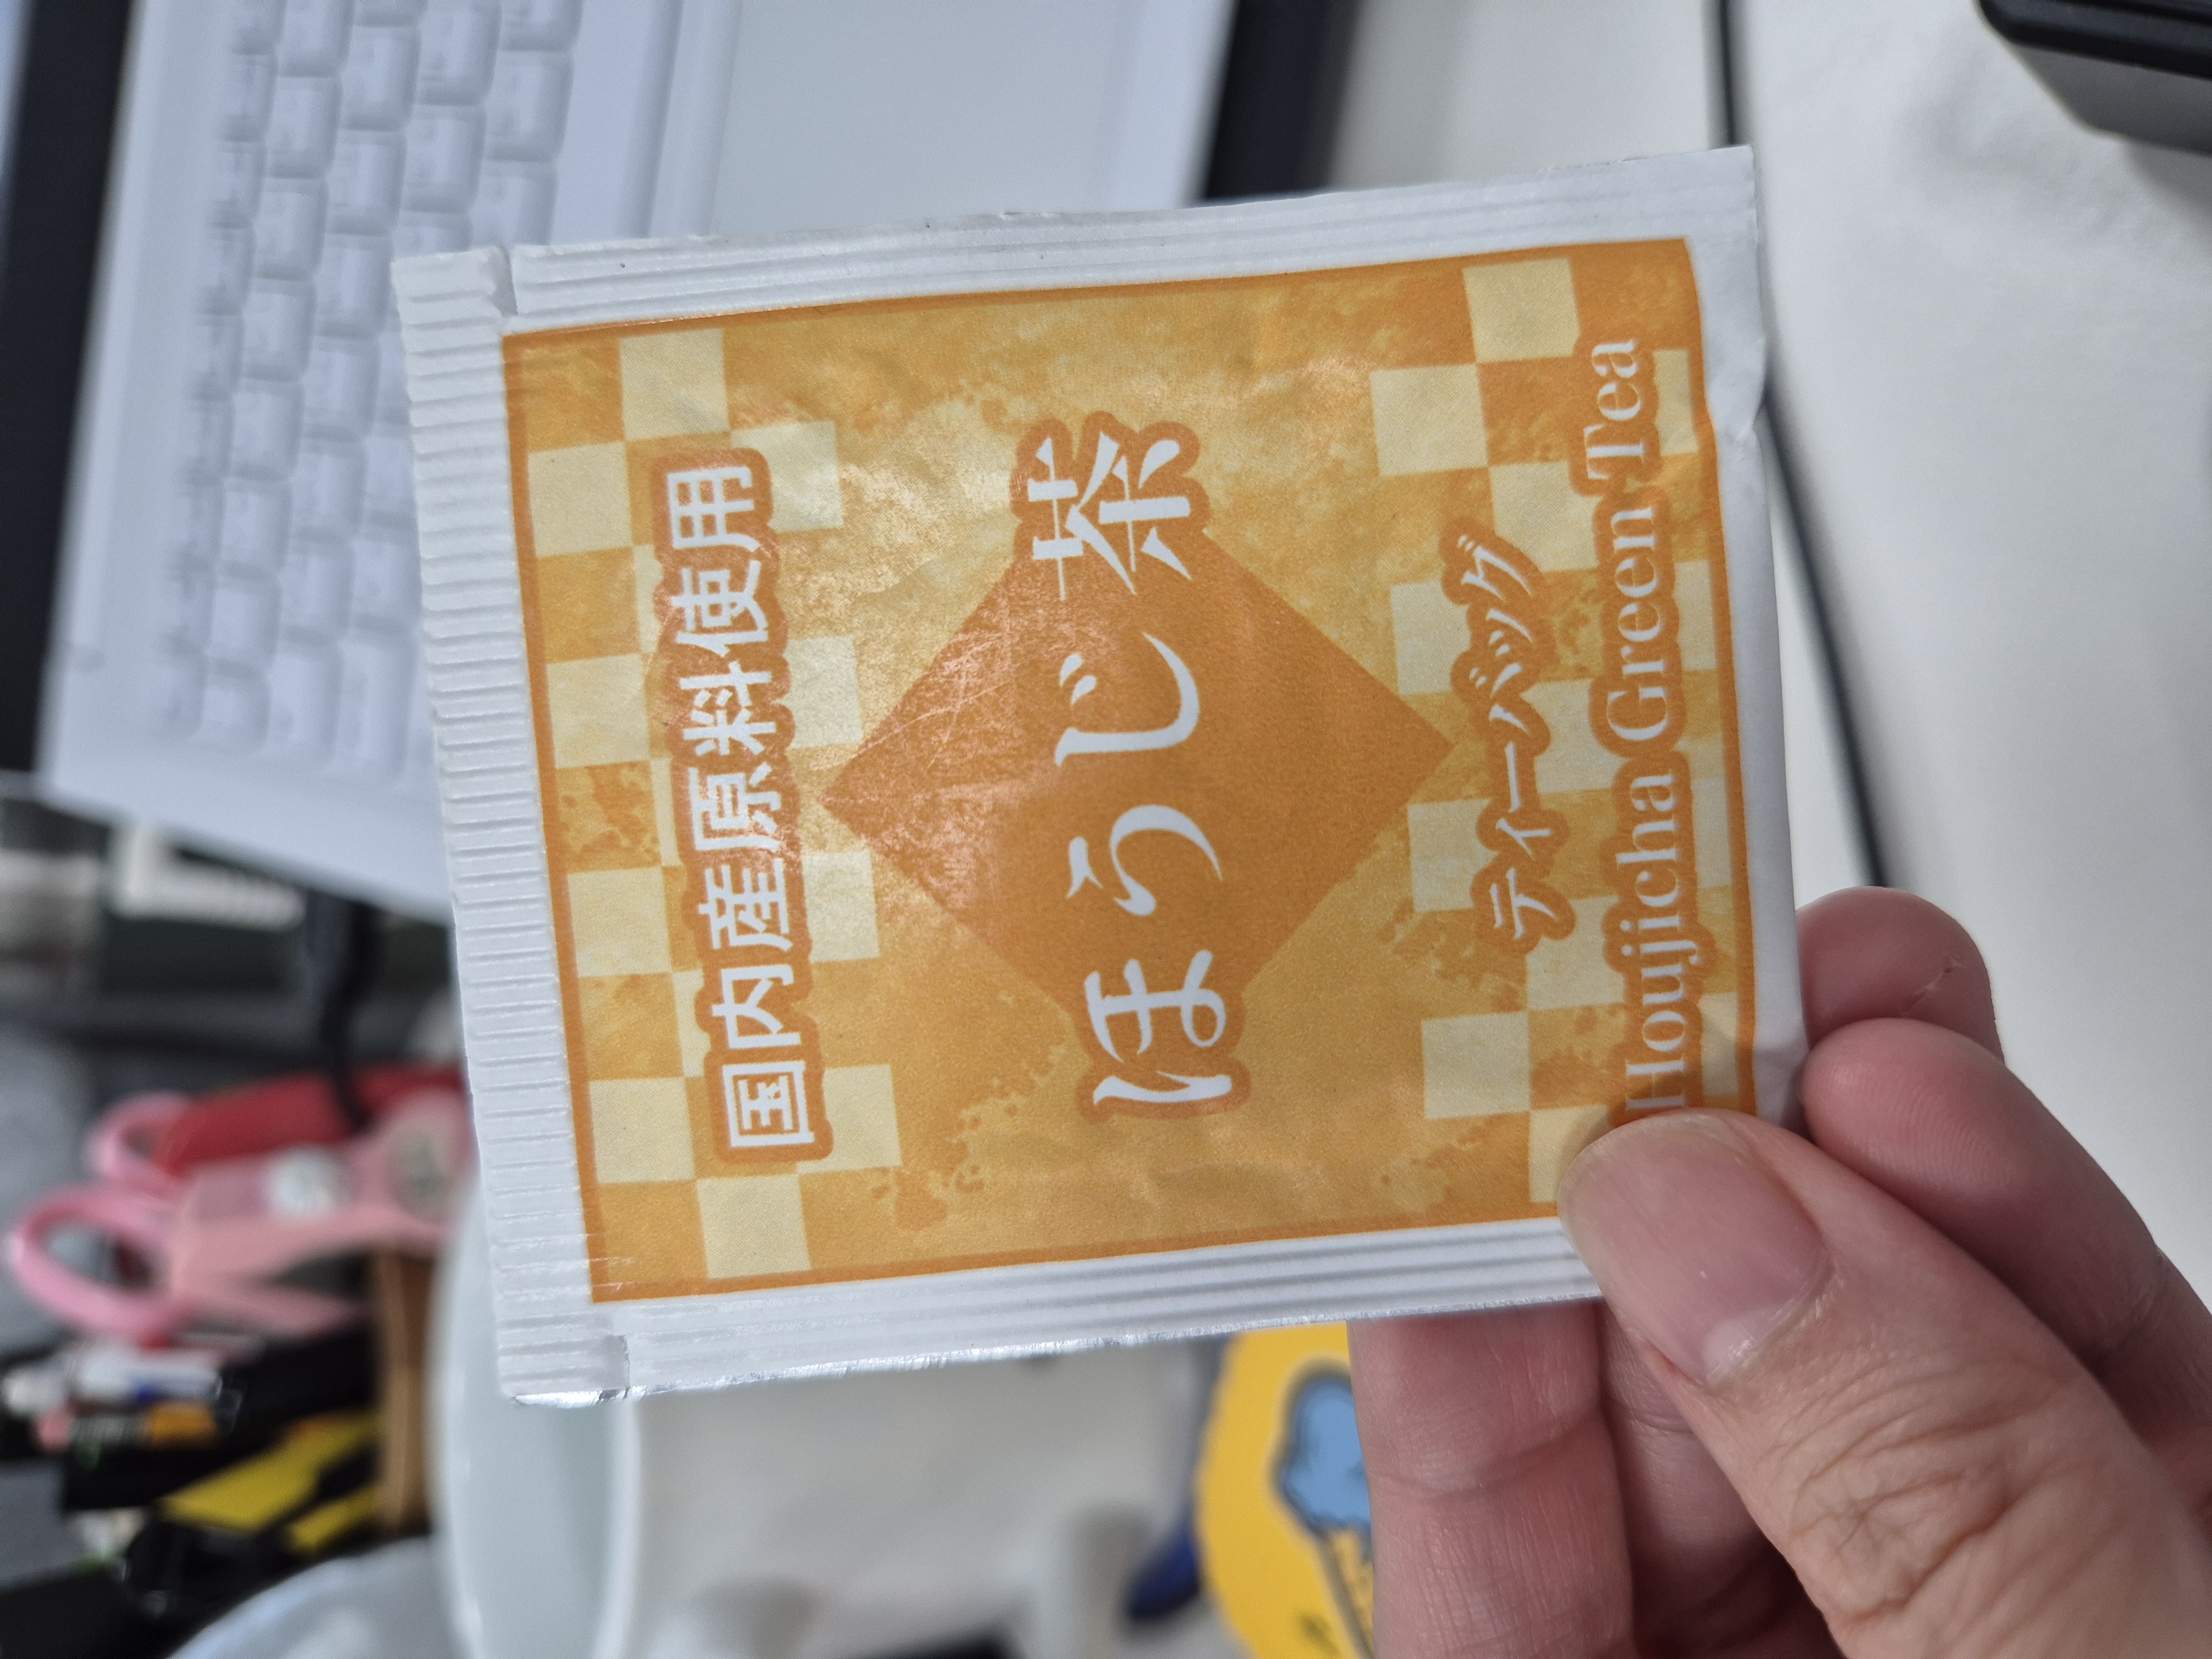 国内産原料使用
ほうじ茶
ティーバッグ
Houjicha Green Tea